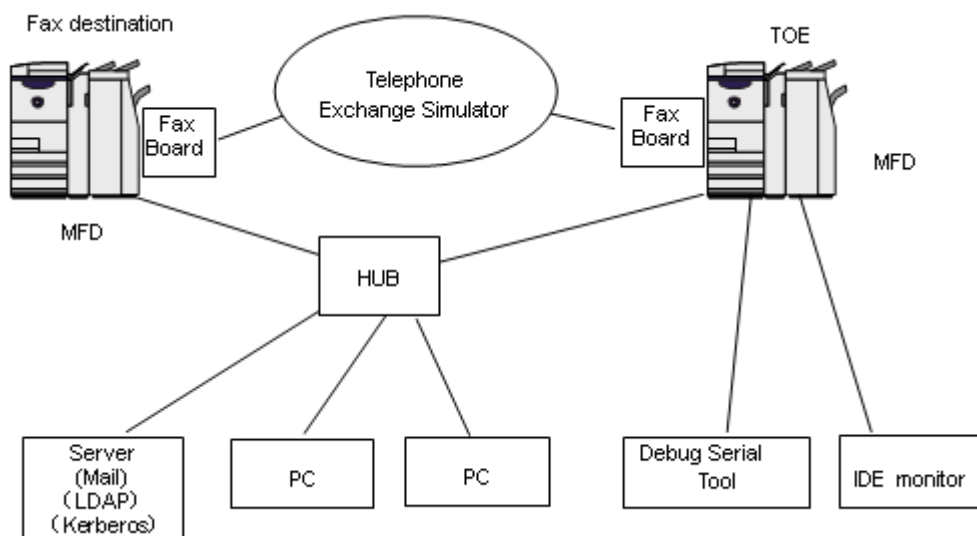 Fax destination
TOE
Telephone
Exchange Simulator
Fax
Board
Fax
Board
MFD
MFD
HUB
Server
(Mail)
(LDAP)
(Kerberos)
PC
PC
Debug Serial
Tool
IDE monitor